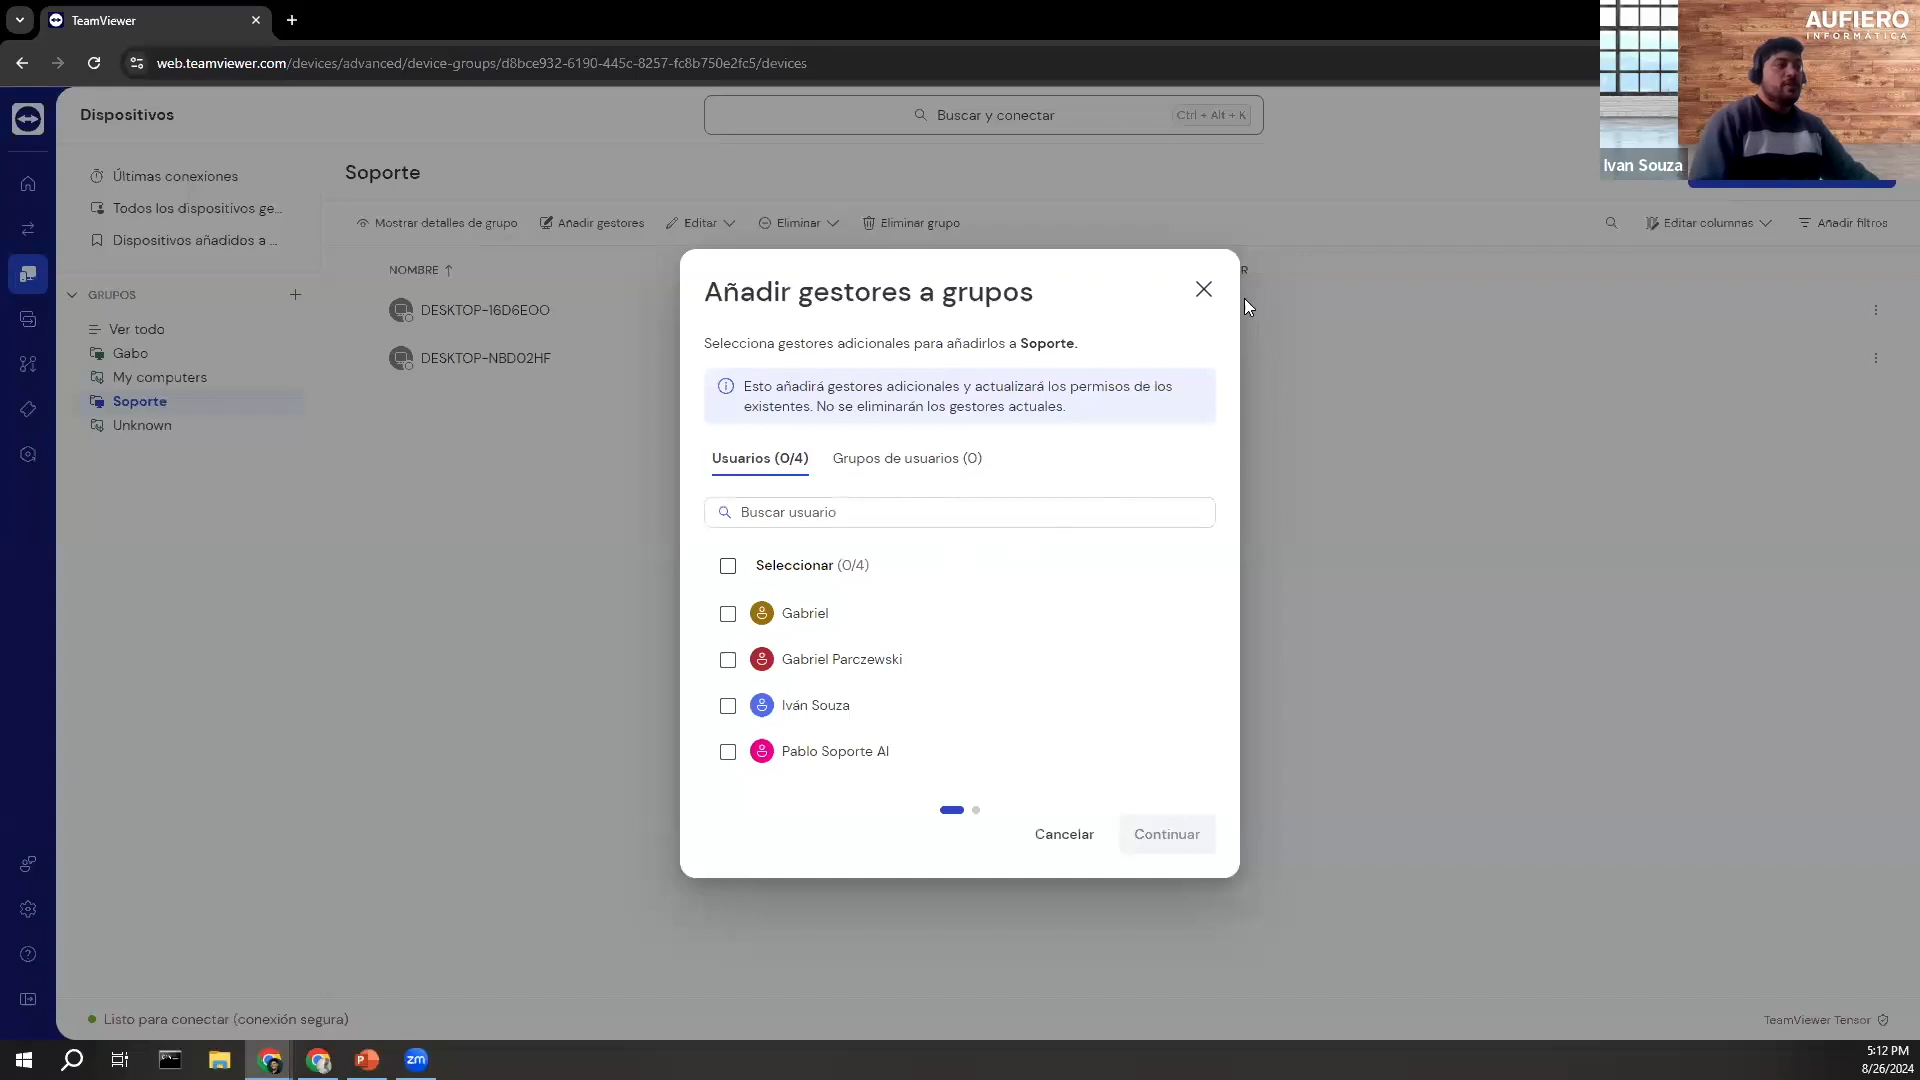 TeamViewer
web.teamviewer.com/devices/advanced/device-groups/d8bce932-6190-445c-8257-fc8b750e2fc5/devices
AUFIERO
INFORMÁTICA
Ivan Souza
Dispositivos
Buscar y conectar
Ctrl + Alt + K
Últimas conexiones
Todos los dispositivos ge...
Dispositivos añadidos a ...
GRUPOS
Ver todo
Gabo
My computers
Soporte
Unknown
Soporte
Mostrar detalles de grupo
Añadir gestores
Editar
Eliminar
Eliminar grupo
Editar columnas
Añadir filtros
NOMBRE
R
DESKTOP-16D6EOO
DESKTOP-NBD02HF
Añadir gestores a grupos
Selecciona gestores adicionales para añadirlos a Soporte.
Esto añadirá gestores adicionales y actualizará los permisos de los
existentes. No se eliminarán los gestores actuales.
Usuarios (0/4)
Grupos de usuarios (0)
Buscar usuario
Seleccionar (0/4)
Gabriel
Gabriel Parczewski
Iván Souza
Pablo Soporte AI
Cancelar
Continuar
Listo para conectar (conexión segura)
TeamViewer Tensor
zm
5:12 PM
8/26/2024